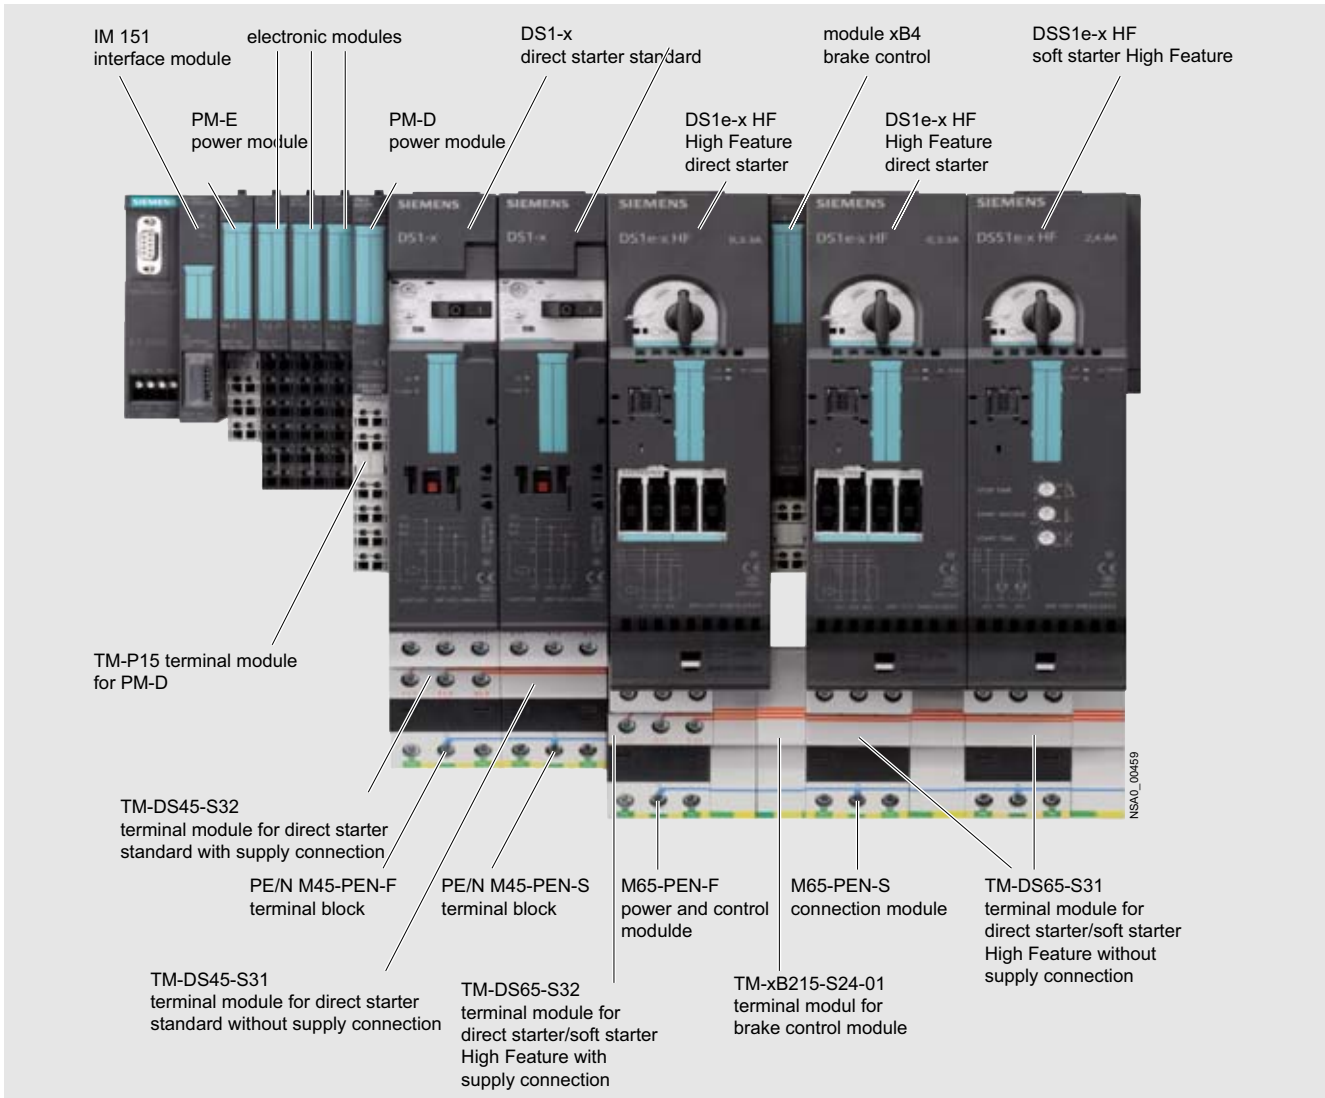 IM 151
interface module
electronic modules
DS1-x
direct starter standard
module xB4
brake control
DSS1e-x HF
soft starter High Feature
PM-E
power module
PM-D
power module
DS1e-x HF
High Feature
direct starter
DS1e-x HF
High Feature
direct starter
SIEMENS
SIEMENS
SIEMENS
SIEMENS
SIEMENS
SIEMENS
DS1-x
DS1-x
DS1e-x HF
DS1e-x HF
DSS1e-x HF
2,4-8A
TM-P15 terminal module
for PM-D
NSA0_00459
TM-DS45-S32
terminal module for direct starter
standard with supply connection
PE/N M45-PEN-F
terminal block
PE/N M45-PEN-S
terminal block
M65-PEN-F
power and control
modulde
M65-PEN-S
connection module
TM-DS65-S31
terminal module for
direct starter/soft starter
High Feature without
supply connection
TM-DS45-S31
terminal module for direct starter
standard without supply connection
TM-DS65-S32
terminal module for
direct starter/soft starter
High Feature with
supply connection
TM-xB215-S24-01
terminal modul for
brake control module